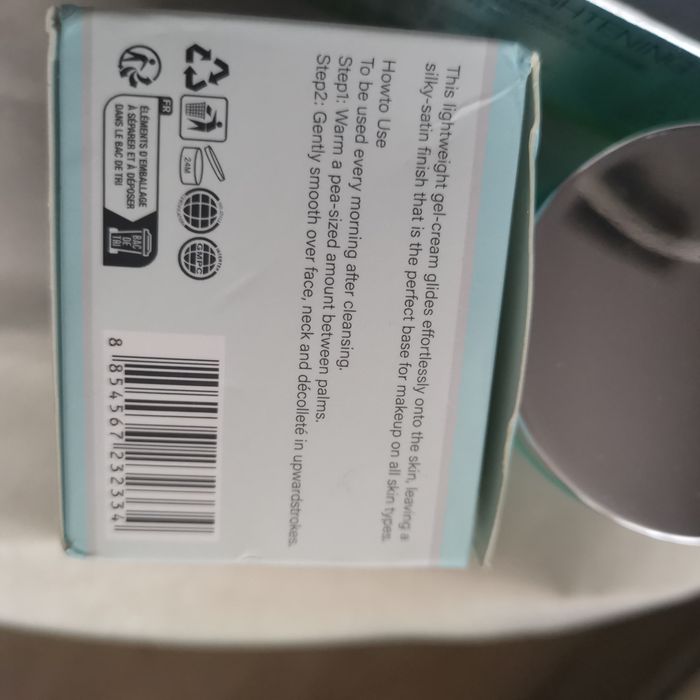 This lightweight gel-cream glides effortlessly onto the skin, leaving a
silky-satin finish that is the perfect base for makeup on all skin types.
Howto Use
To be used every morning after cleansing.
Step1: Warm a pea-sized amount between palms.
Step2: Gently smooth over face, neck and décolleté in upwardstrokes.
24M
GMPC
FR
ÉLÉMENTS D'EMBALLAGE
À SÉPARER ET À DÉPOSER
DANS LE BAC DE TRI
BAC
DE
TRI
8 854567 232334